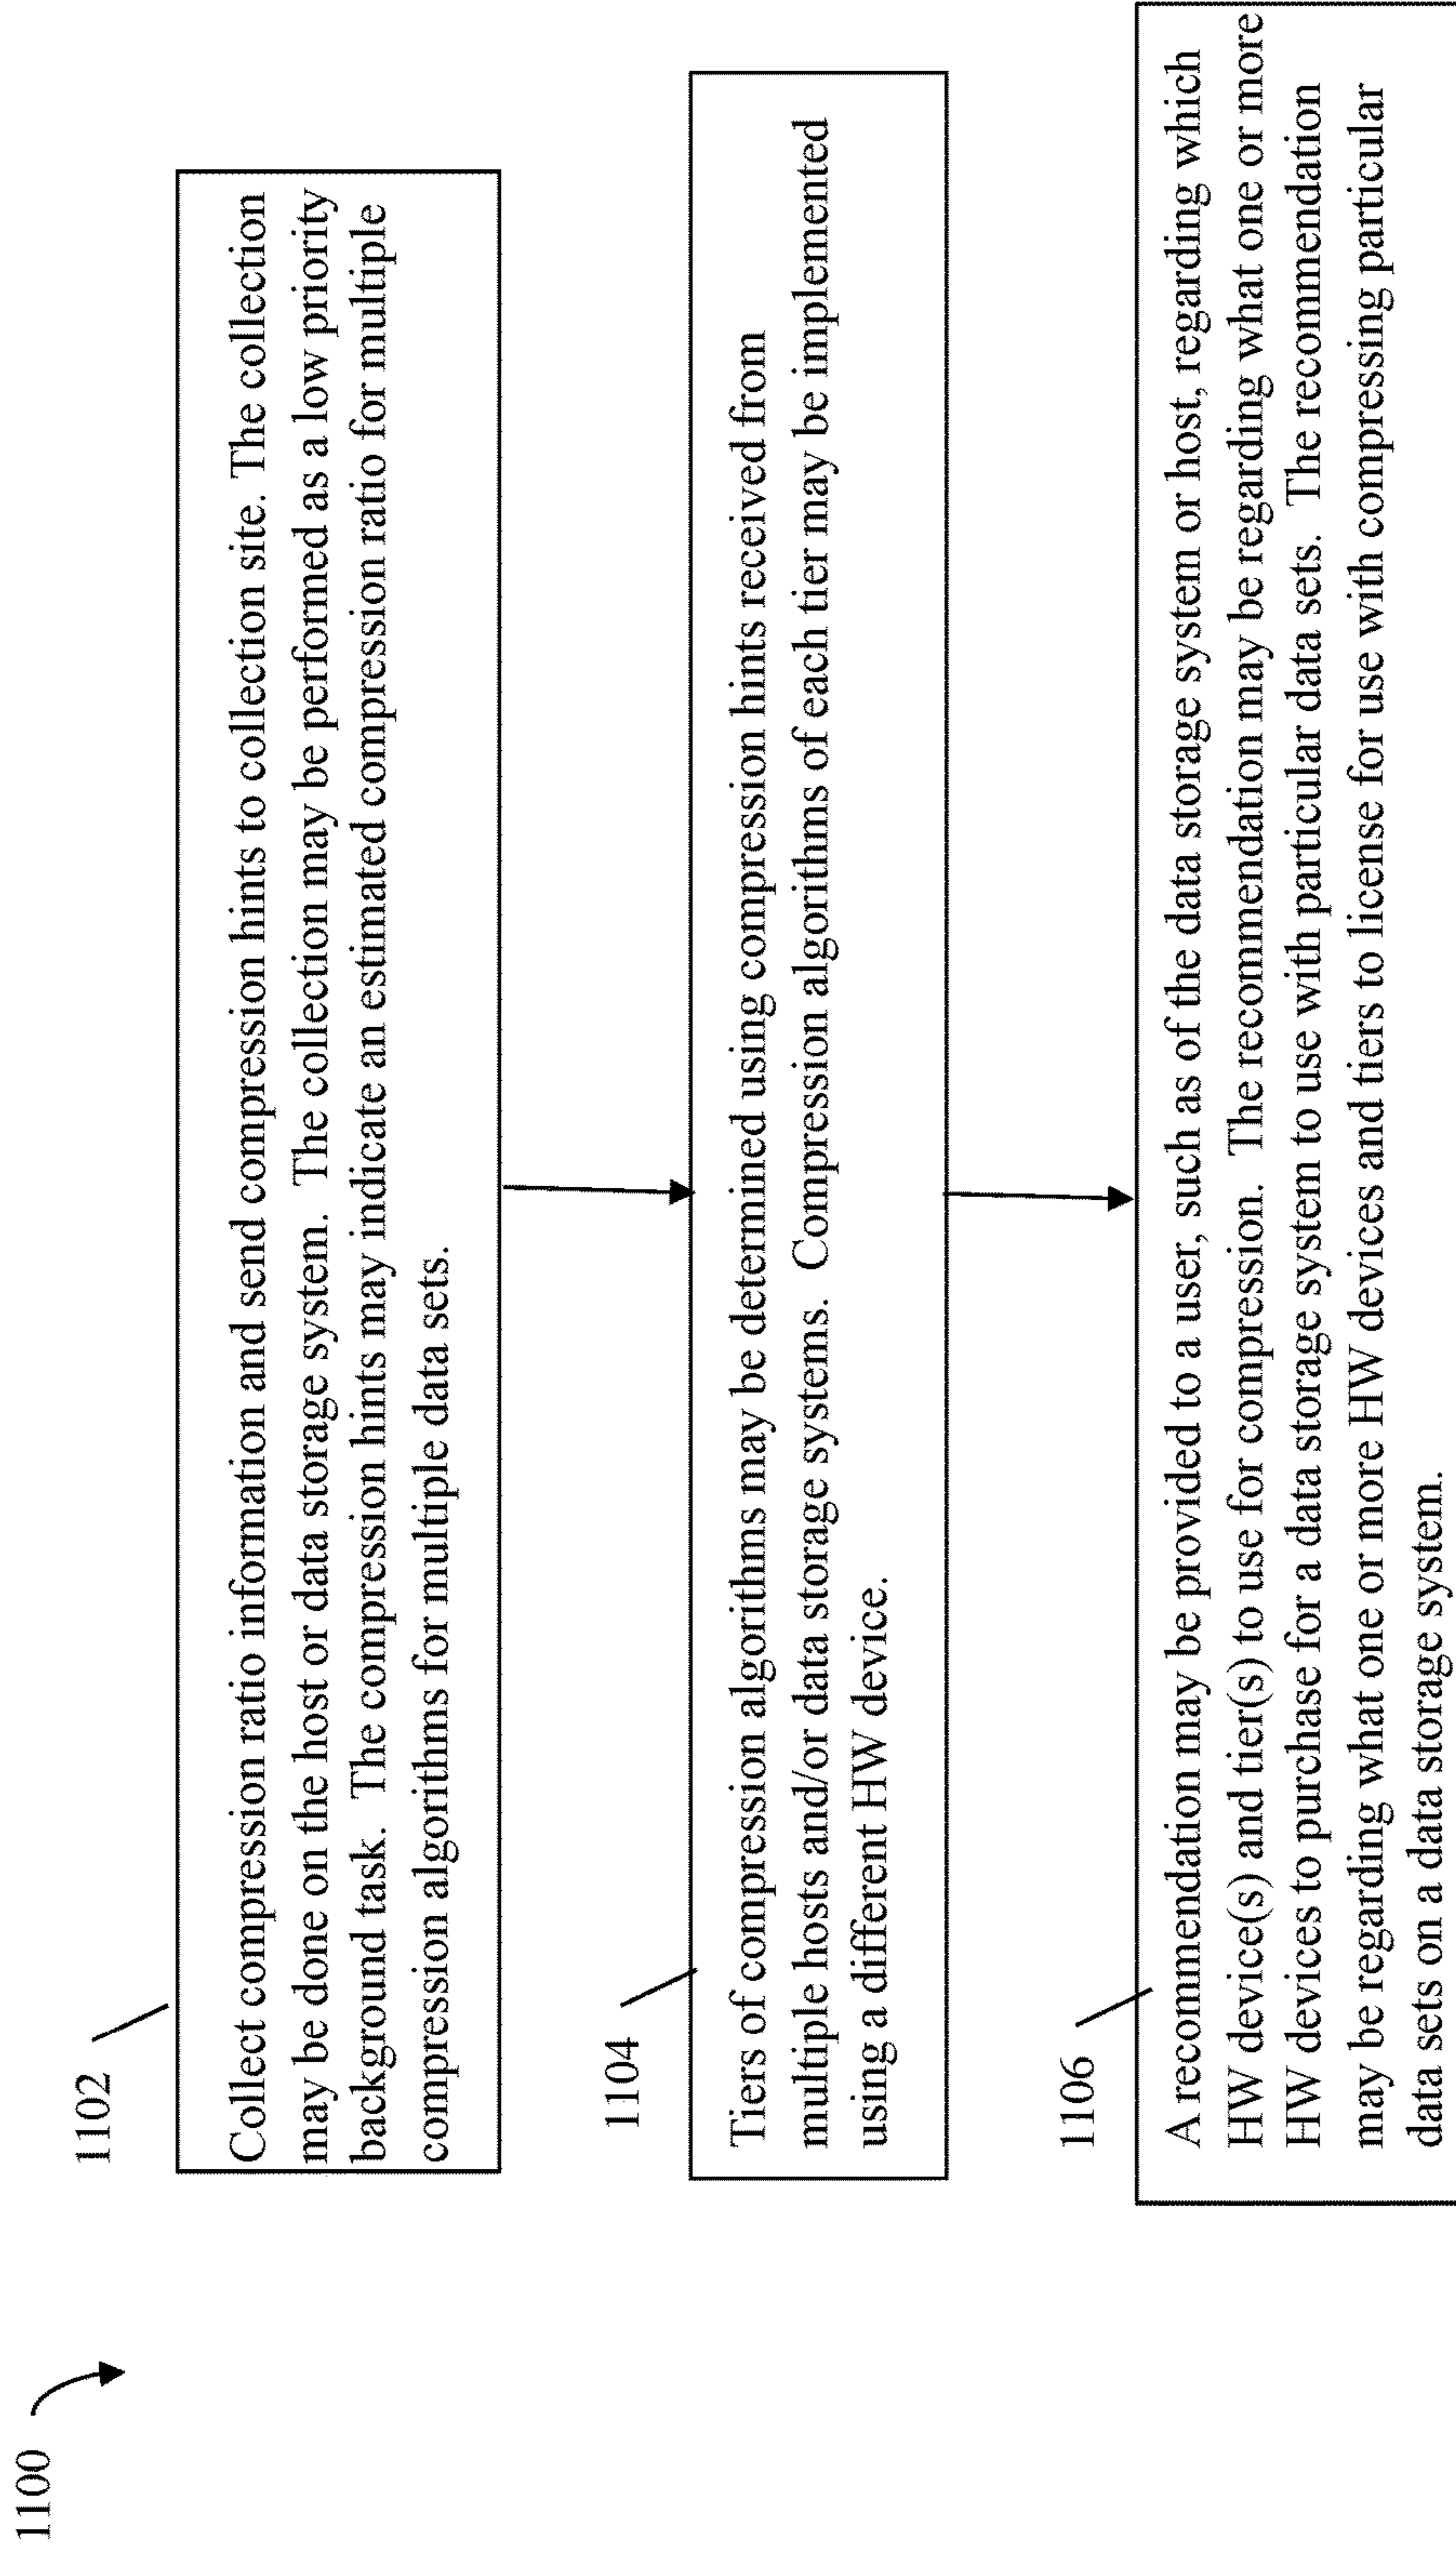 1100
1102
Collect compression ratio information and send compression hints to collection site. The collection
may be done on the host or data storage system. The collection may be performed as a low priority
background task. The compression hints may indicate an estimated compression ratio for multiple
compression algorithms for multiple data sets.
1104
Tiers of compression algorithms may be determined using compression hints received from
multiple hosts and/or data storage systems. Compression algorithms of each tier may be implemented
using a different HW device.
1106
A recommendation may be provided to a user, such as of the data storage system or host, regarding which
HW device(s) and tier(s) to use for compression. The recommendation may be regarding what one or more
HW devices to purchase for a data storage system to use with particular data sets. The recommendation
may be regarding what one or more HW devices and tiers to license for use with compressing particular
data sets on a data storage system.